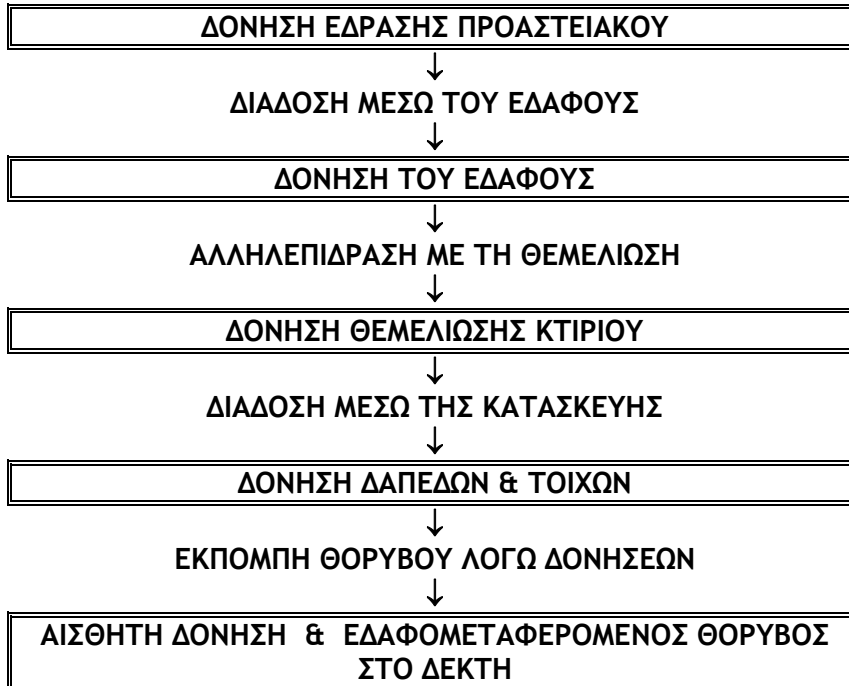 ΔΟΝΗΣΗ ΕΔΡΑΣΗΣ ΠΡΟΑΣΤΕΙΑΚΟΥ
↓
ΔΙΑΔΟΣΗ ΜΕΣΩ ΤΟΥ ΕΔΑΦΟΥΣ
↓
ΔΟΝΗΣΗ ΤΟΥ ΕΔΑΦΟΥΣ
↓
ΑΛΛΗΛΕΠΙΔΡΑΣΗ ΜΕ ΤΗ ΘΕΜΕΛΙΩΣΗ
↓
ΔΟΝΗΣΗ ΘΕΜΕΛΙΩΣΗΣ ΚΤΙΡΙΟΥ
↓
ΔΙΑΔΟΣΗ ΜΕΣΩ ΤΗΣ ΚΑΤΑΣΚΕΥΗΣ
↓
ΔΟΝΗΣΗ ΔΑΠΕΔΩΝ & ΤΟΙΧΩΝ
↓
ΕΚΠΟΜΠΗ ΘΟΡΥΒΟΥ ΛΟΓΩ ΔΟΝΗΣΕΩΝ
↓
ΑΙΣΘΗΤΗ ΔΟΝΗΣΗ & ΕΔΑΦΟΜΕΤΑΦΕΡΟΜΕΝΟΣ ΘΟΡΥΒΟΣ
ΣΤΟ ΔΕΚΤΗ